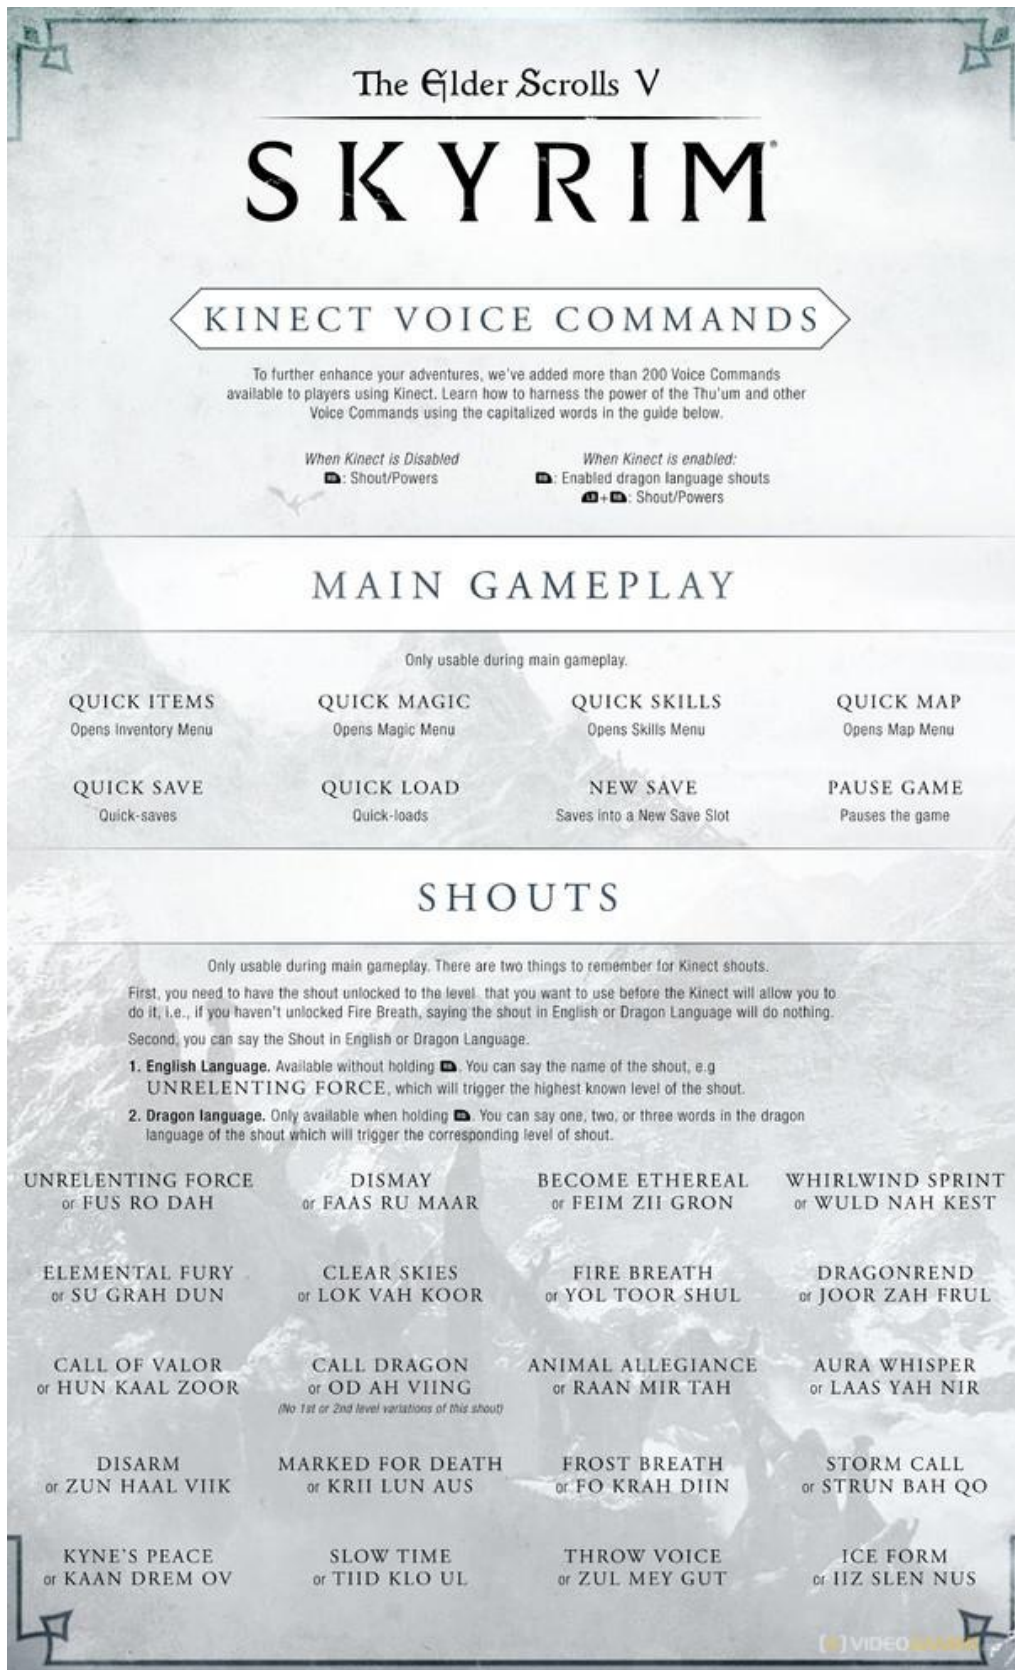 The Elder Scrolls V
SKYRIM®
KINECT VOICE COMMANDS
To further enhance your adventures, we've added more than 200 Voice Commands
available to players using Kinect. Learn how to harness the power of the Thu'um and other
Voice Commands using the capitalized words in the guide below.
When Kinect is Disabled
RB: Shout/Powers
When Kinect is enabled:
RB: Enabled dragon language shouts
LB+RB: Shout/Powers
MAIN GAMEPLAY
Only usable during main gameplay.
QUICK ITEMS
Opens Inventory Menu
QUICK MAGIC
Opens Magic Menu
QUICK SKILLS
Opens Skills Menu
QUICK MAP
Opens Map Menu
QUICK SAVE
Quick-saves
QUICK LOAD
Quick-loads
NEW SAVE
Saves into a New Save Slot
PAUSE GAME
Pauses the game
SHOUTS
Only usable during main gameplay. There are two things to remember for Kinect shouts.
First, you need to have the shout unlocked to the level that you want to use before the Kinect will allow you to
do it, i.e., if you haven't unlocked Fire Breath, saying the shout in English or Dragon Language will do nothing.
Second, you can say the Shout in English or Dragon Language.
1. English Language. Available without holding RB. You can say the name of the shout, e.g
UNRELENTING FORCE, which will trigger the highest known level of the shout.
2. Dragon language. Only available when holding RB. You can say one, two, or three words in the dragon
language of the shout which will trigger the corresponding level of shout.
UNRELENTING FORCE
or FUS RO DAH
DISMAY
or FAAS RU MAAR
BECOME ETHEREAL
or FEIM ZII GRON
WHIRLWIND SPRINT
or WULD NAH KEST
ELEMENTAL FURY
or SU GRAH DUN
CLEAR SKIES
or LOK VAH KOOR
FIRE BREATH
or YOL TOOR SHUL
DRAGONREND
or JOOR ZAH FRUL
CALL OF VALOR
or HUN KAAL ZOOR
CALL DRAGON
or OD AH VIING
(No 1st or 2nd level variations of this shout)
ANIMAL ALLEGIANCE
or RAAN MIR TAH
AURA WHISPER
or LAAS YAH NIR
DISARM
or ZUN HAAL VIIK
MARKED FOR DEATH
or KRII LUN AUS
FROST BREATH
or FO KRAH DIIN
STORM CALL
or STRUN BAH QO
KYNE'S PEACE
or KAAN DREM OV
SLOW TIME
or TIID KLO UL
THROW VOICE
or ZUL MEY GUT
ICE FORM
or IIZ SLEN NUS
VIDEO